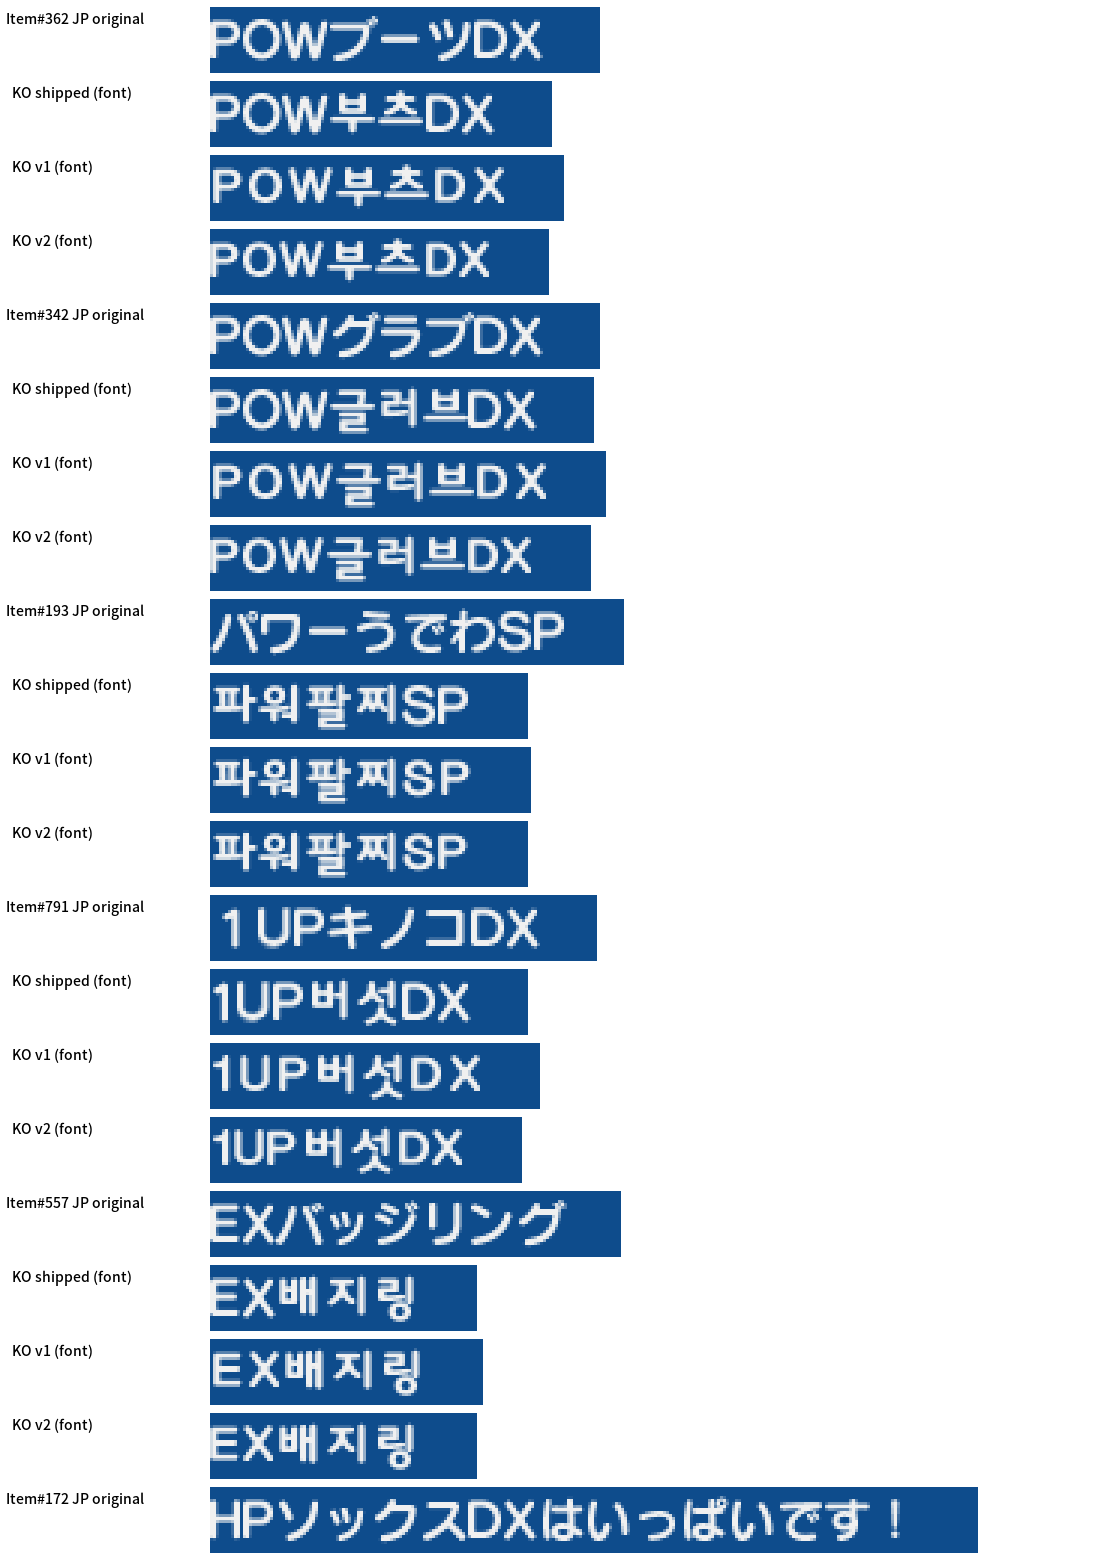 Item#362 JP original POWブーツDX
KO shipped (font) POW부츠DX
KO v1 (font) POW부츠DX
KO v2 (font) POW부츠DX
Item#342 JP original POWグラブDX
KO shipped (font) POW글러브DX
KO v1 (font) POW글러브DX
KO v2 (font) POW글러브DX
Item#193 JP original パワーうでわSP
KO shipped (font) 파워팔찌SP
KO v1 (font) 파워팔찌SP
KO v2 (font) 파워팔찌SP
Item#791 JP original 1UPキノコDX
KO shipped (font) 1UP버섯DX
KO v1 (font) 1UP버섯DX
KO v2 (font) 1UP버섯DX
Item#557 JP original EXバッジリング
KO shipped (font) EX배지링
KO v1 (font) EX배지링
KO v2 (font) EX배지링
Item#172 JP original HPソックスDXはいっぱいです！